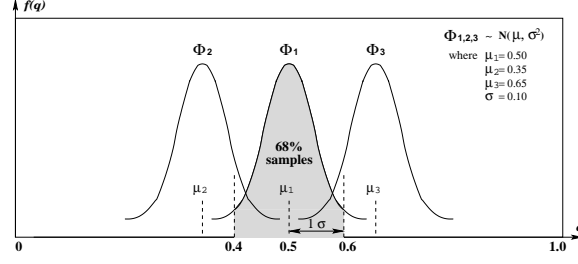 f(q)
Φ1,2,3 ~ N(μ, σ²)
where μ1 = 0.50
μ2 = 0.35
μ3 = 0.65
σ = 0.10
Φ2 Φ1 Φ3
68%
samples
μ2 μ1 μ3
1 σ
0 0.4 0.5 0.6 1.0